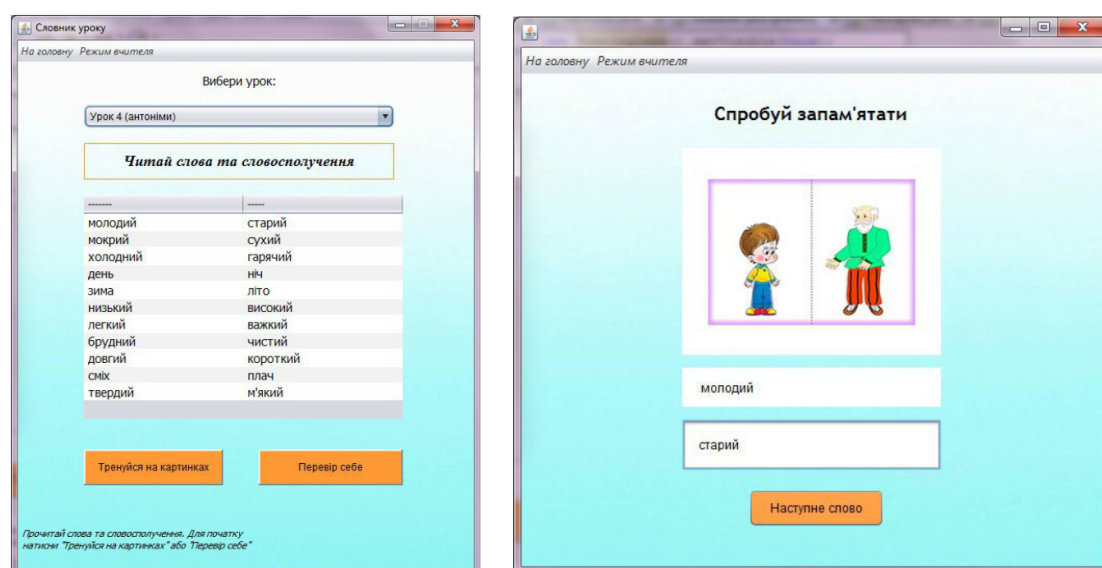 Словник уроку
На головну Режим вчителя
Вибери урок:
Урок 4 (антоніми)
Читай слова та словосполучення
------- -----
молодий старий
мокрий сухий
холодний гарячий
день ніч
зима літо
низький високий
легкий важкий
брудний чистий
довгий короткий
сміх плач
твердий м'який
Тренуйся на картинках Перевір себе
Прочитай слова та словосполучення. Для початку
натисни "Тренуйся на картинках" або "Перевір себе"
На головну Режим вчителя
Спробуй запам'ятати
молодий
старий
Наступне слово